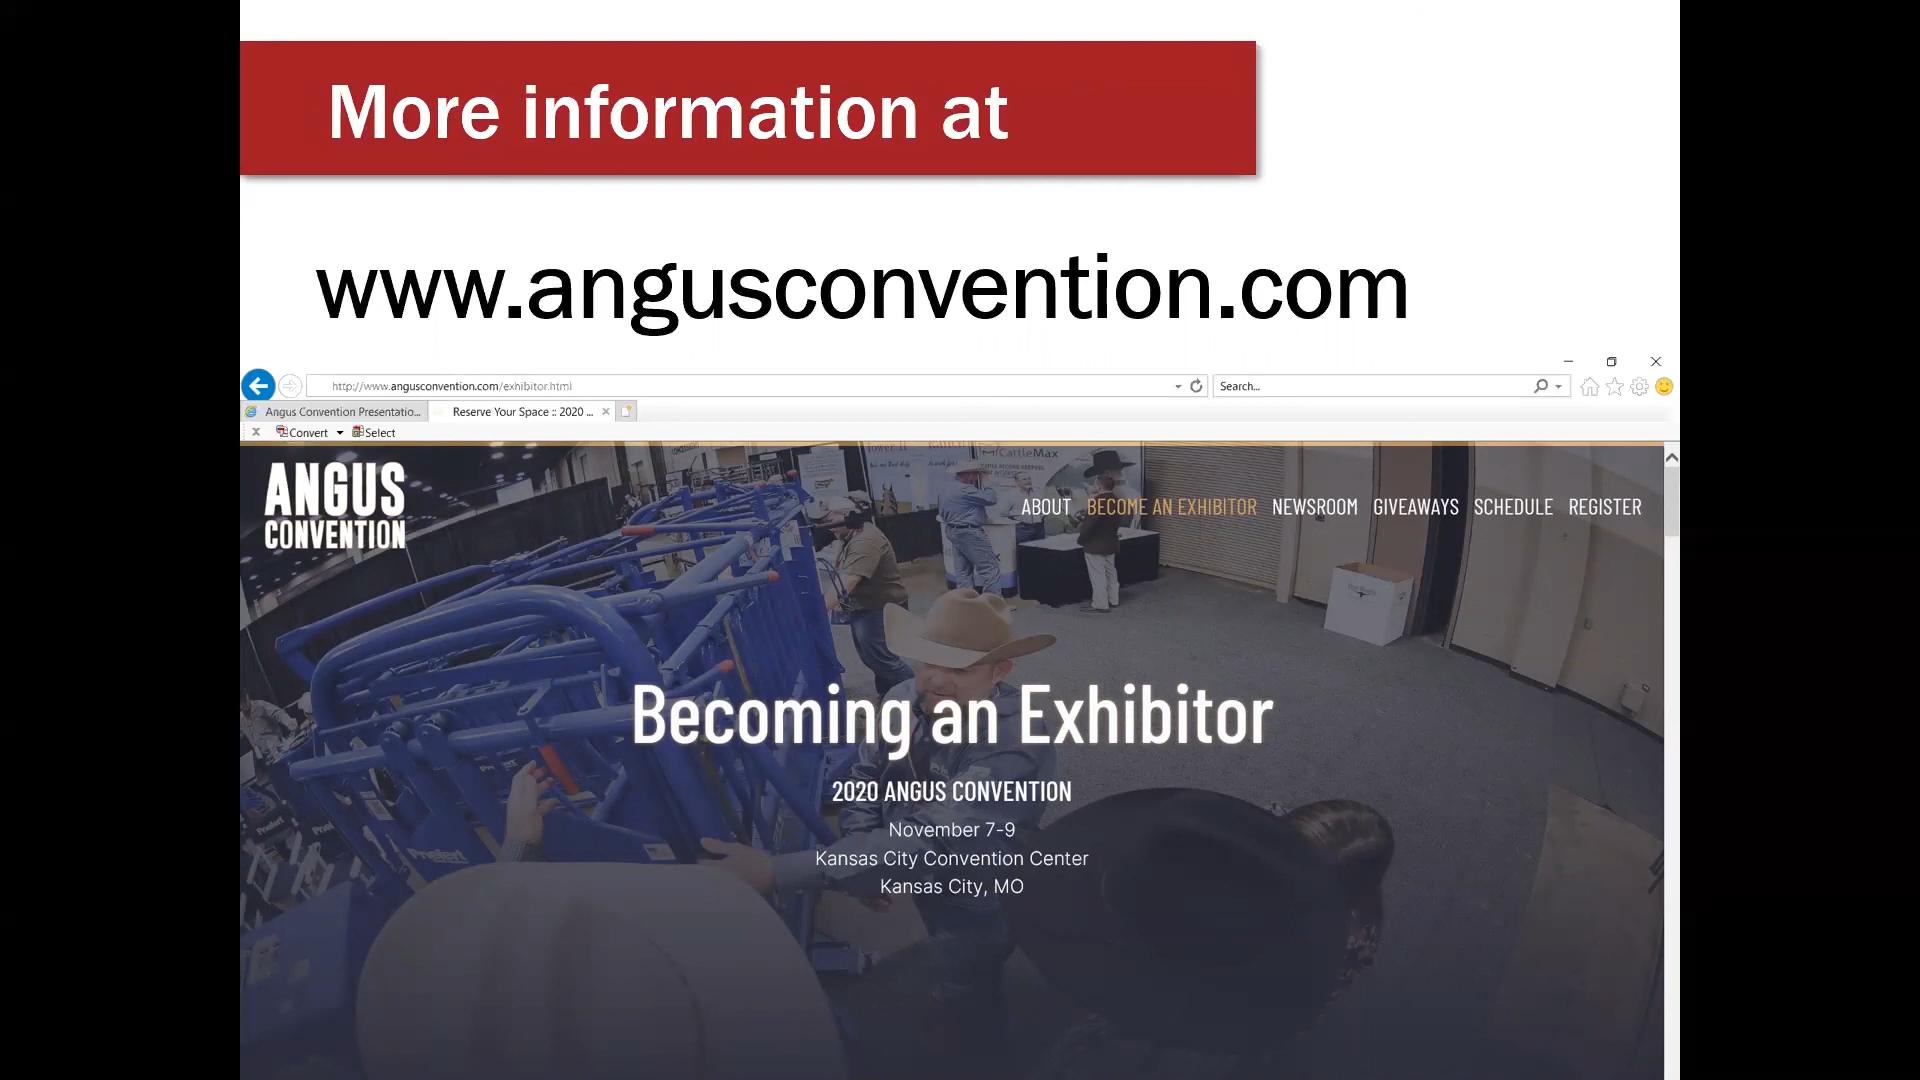 More information at
www.angusconvention.com
http://www.angusconvention.com/exhibitor.html
Search...
Angus Convention Presentatio...
Reserve Your Space :: 2020 ...
Convert
Select
CattleMax
ANGUS
CONVENTION
ABOUT BECOME AN EXHIBITOR NEWSROOM GIVEAWAYS SCHEDULE REGISTER
Becoming an Exhibitor
2020 ANGUS CONVENTION
November 7-9
Kansas City Convention Center
Kansas City, MO
Priefert